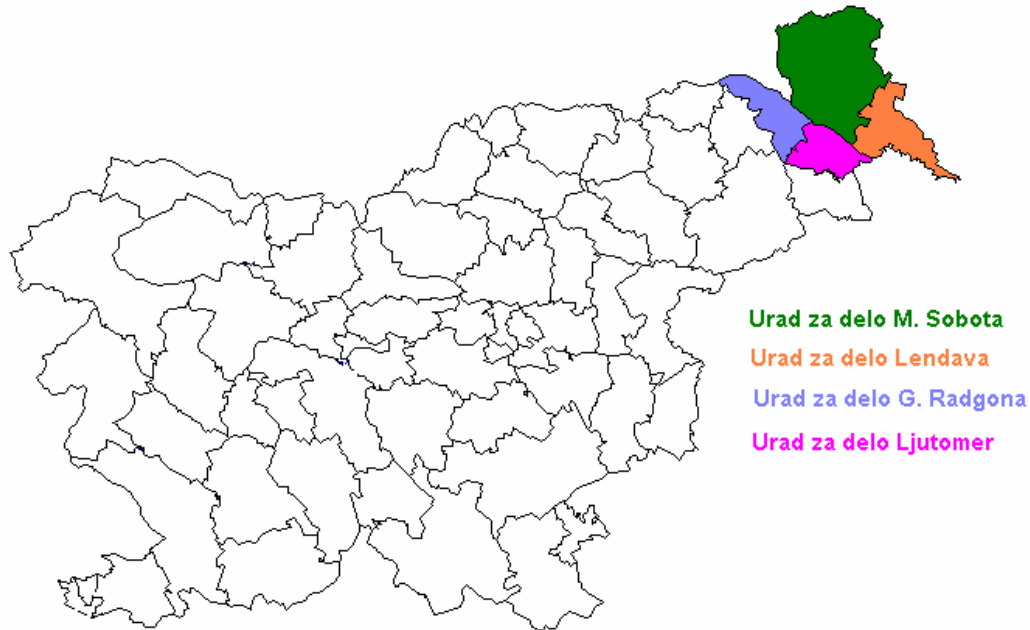 Urad za delo M. Sobota
Urad za delo Lendava
Urad za delo G. Radgona
Urad za delo Ljutomer